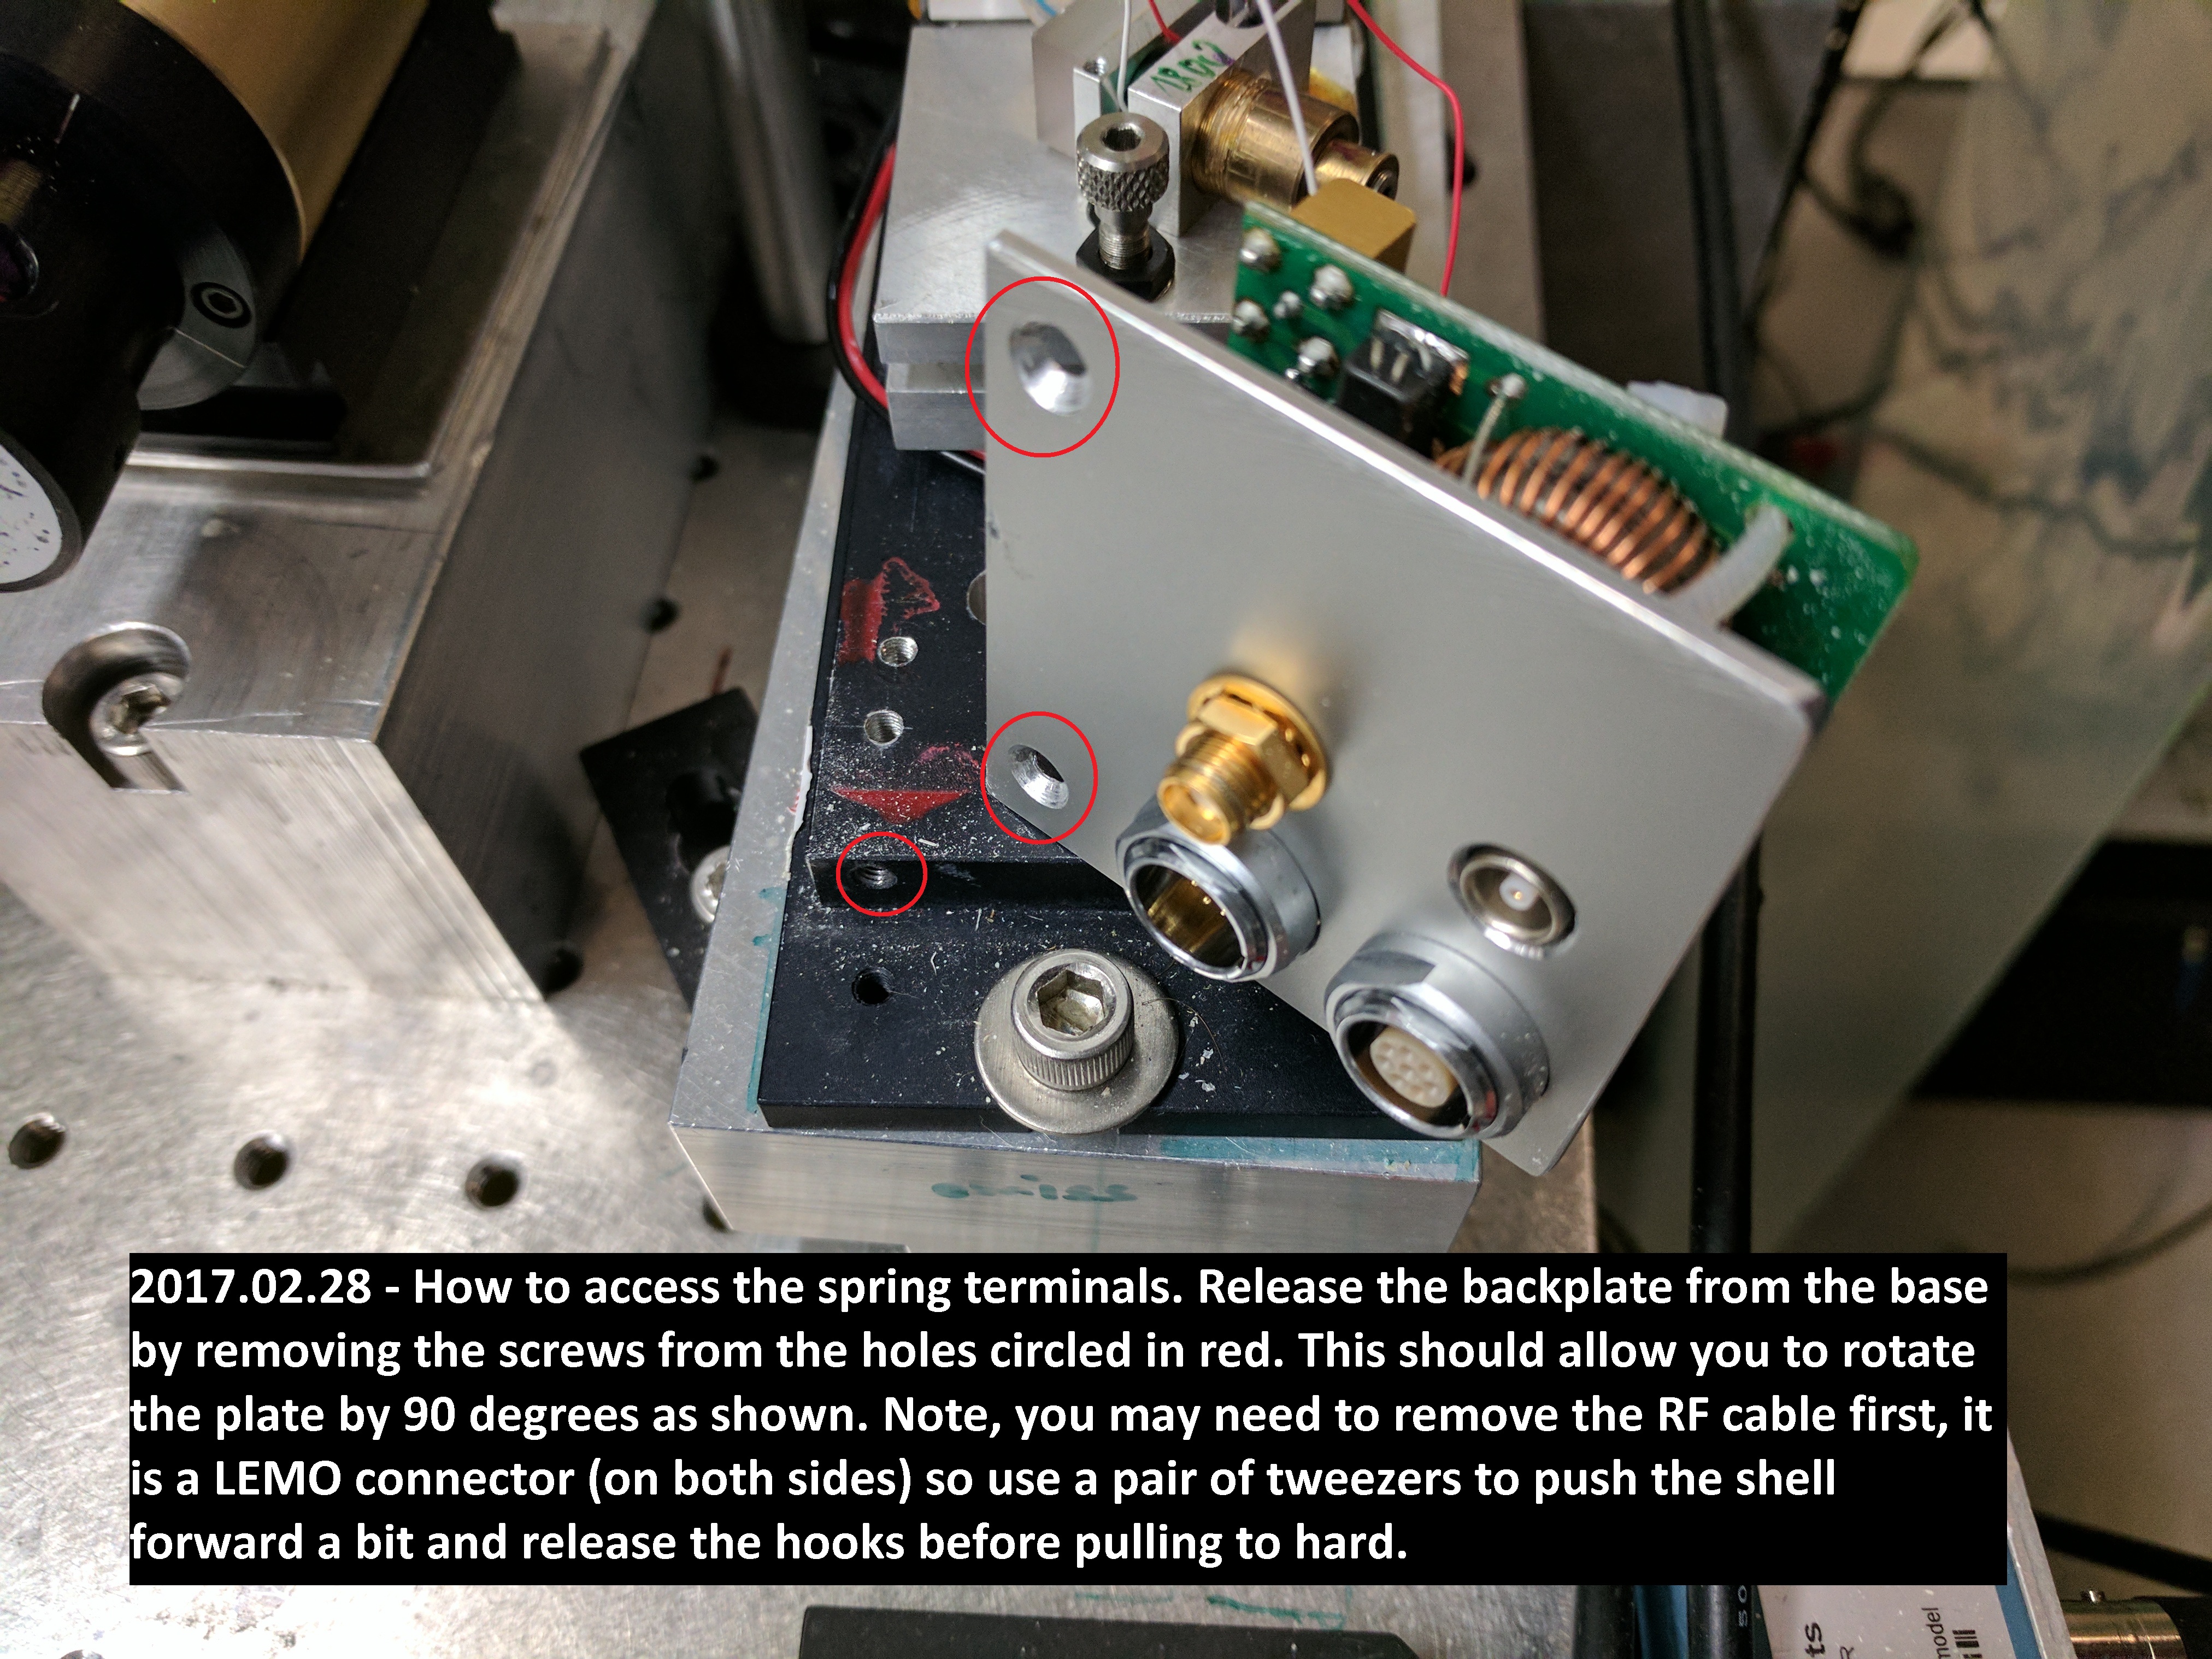 2017.02.28 - How to access the spring terminals. Release the backplate from the base
by removing the screws from the holes circled in red. This should allow you to rotate
the plate by 90 degrees as shown. Note, you may need to remove the RF cable first, it
is a LEMO connector (on both sides) so use a pair of tweezers to push the shell
forward a bit and release the hooks before pulling to hard.
swiss
50
ts
R
model